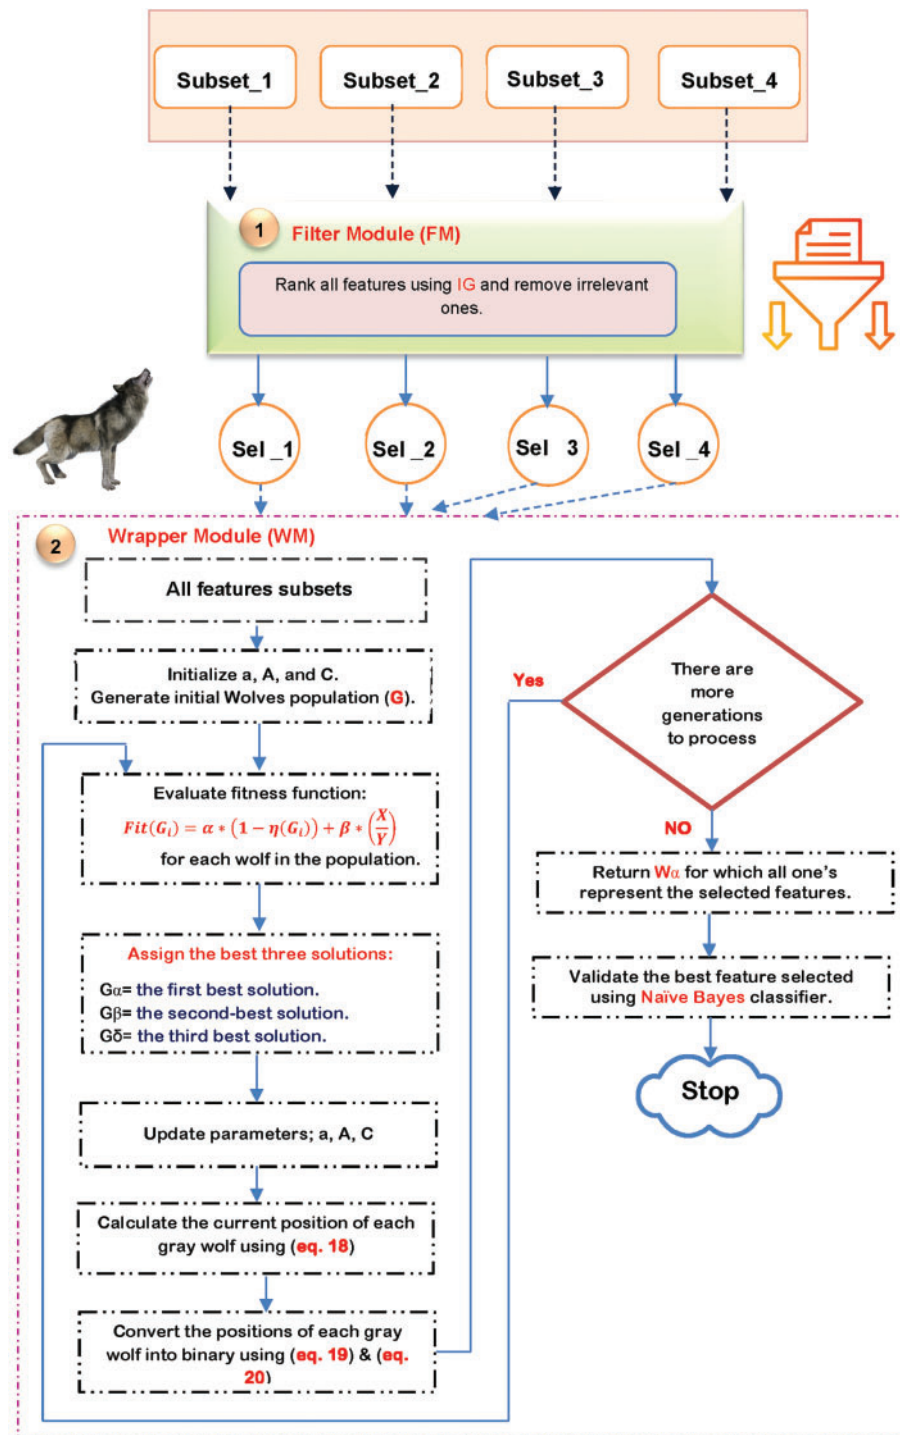 Subset_1
Subset_2
Subset_3
Subset_4
1
Filter Module (FM)
Rank all features using IG and remove irrelevant
ones.
Sel _1
Sel _2
Sel 3
Sel _4
2
Wrapper Module (WM)
All features subsets
Initialize a, A, and C.
Generate initial Wolves population (G).
Evaluate fitness function:
Fit(G_i) = α * (1 − η(G_i)) + β * (X/Y)
for each wolf in the population.
Assign the best three solutions:
Gα= the first best solution.
Gβ= the second-best solution.
Gδ= the third best solution.
Update parameters; a, A, C
Calculate the current position of each
gray wolf using (eq. 18)
Convert the positions of each gray
wolf into binary using (eq. 19) & (eq.
20)
There are
more
generations
to process
Yes
NO
Return Wα for which all one's
represent the selected features.
Validate the best feature selected
using Naïve Bayes classifier.
Stop